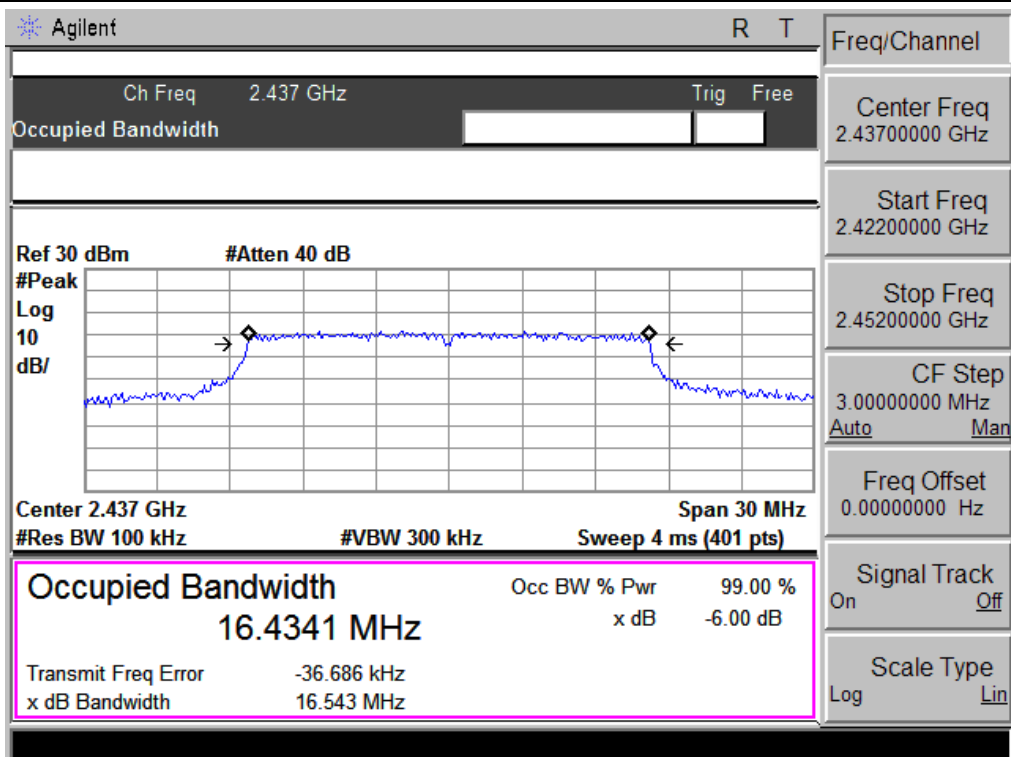 Agilent R T
Ch Freq 2.437 GHz Trig Free
Occupied Bandwidth
Ref 30 dBm #Atten 40 dB
#Peak
Log
10
dB/
Center 2.437 GHz Span 30 MHz
#Res BW 100 kHz #VBW 300 kHz Sweep 4 ms (401 pts)
Occupied Bandwidth Occ BW % Pwr 99.00 %
16.4341 MHz x dB -6.00 dB
Transmit Freq Error -36.686 kHz
x dB Bandwidth 16.543 MHz
Freq/Channel
Center Freq
2.43700000 GHz
Start Freq
2.42200000 GHz
Stop Freq
2.45200000 GHz
CF Step
3.00000000 MHz
Auto Man
Freq Offset
0.00000000 Hz
Signal Track
On Off
Scale Type
Log Lin